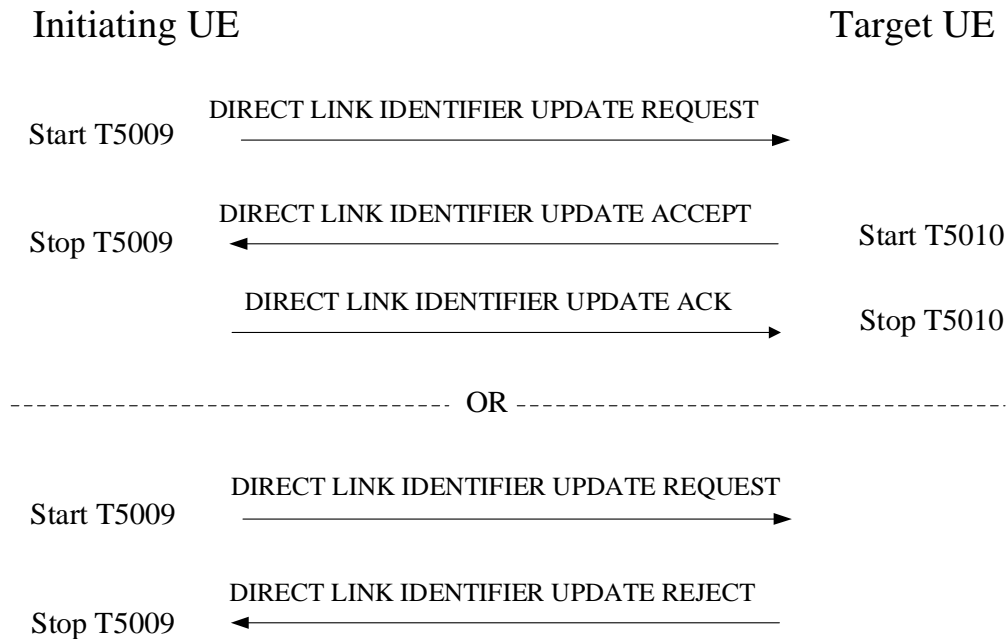 Initiating UE
Target UE
DIRECT LINK IDENTIFIER UPDATE REQUEST
Start T5009
DIRECT LINK IDENTIFIER UPDATE ACCEPT
Stop T5009
Start T5010
DIRECT LINK IDENTIFIER UPDATE ACK
Stop T5010
OR
DIRECT LINK IDENTIFIER UPDATE REQUEST
Start T5009
DIRECT LINK IDENTIFIER UPDATE REJECT
Stop T5009